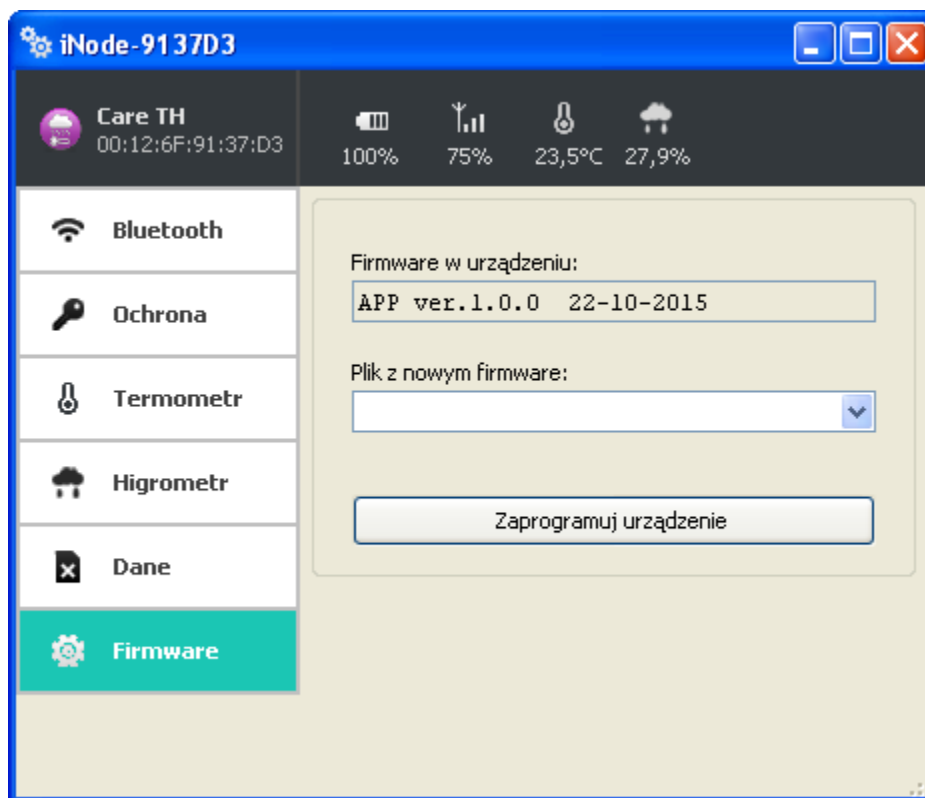 iNode-9137D3
Care TH
00:12:6F:91:37:D3
100% 75% 23,5°C 27,9%
Bluetooth
Ochrona
Termometr
Higrometr
Dane
Firmware
Firmware w urządzeniu:
APP ver.1.0.0 22-10-2015
Plik z nowym firmware:
Zaprogramuj urządzenie